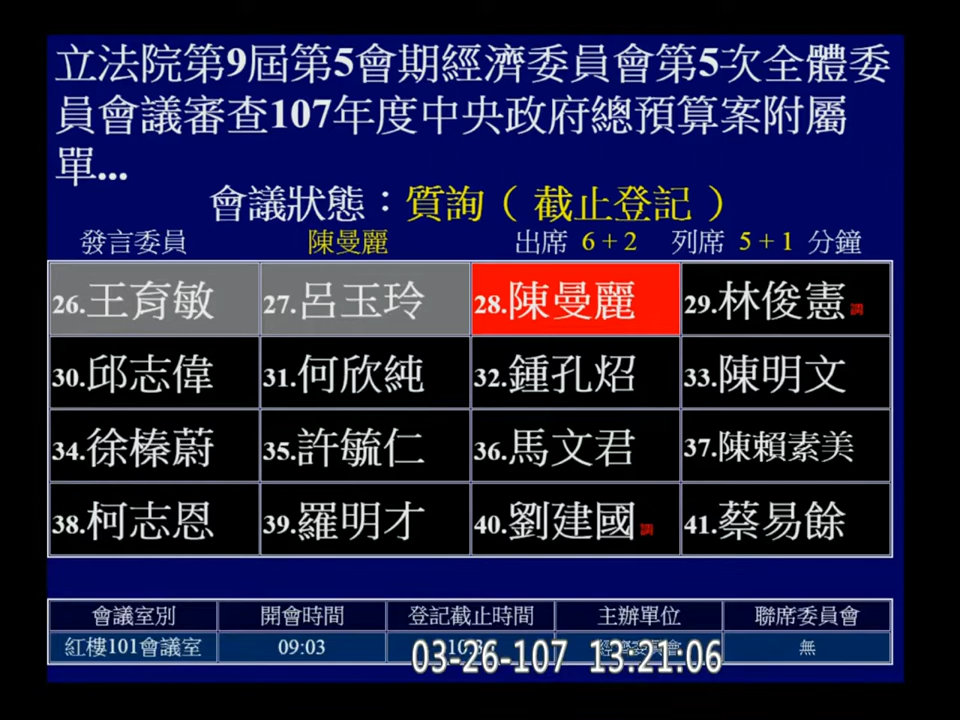 立法院第9屆第5會期經濟委員會第5次全體委
員會議審查107年度中央政府總預算案附屬
單...
會議狀態：質詢（截止登記）
發言委員 陳曼麗 出席 6 + 2 列席 5 + 1 分鐘
26.王育敏 27.呂玉玲 28.陳曼麗 29.林俊憲 調
30.邱志偉 31.何欣純 32.鍾孔炤 33.陳明文
34.徐榛蔚 35.許毓仁 36.馬文君 37.陳賴素美
38.柯志恩 39.羅明才 40.劉建國 調 41.蔡易餘
會議室別 開會時間 登記截止時間 主辦單位 聯席委員會
紅樓101會議室 09:03 經濟委員會 無
03-26-107 13:21:06